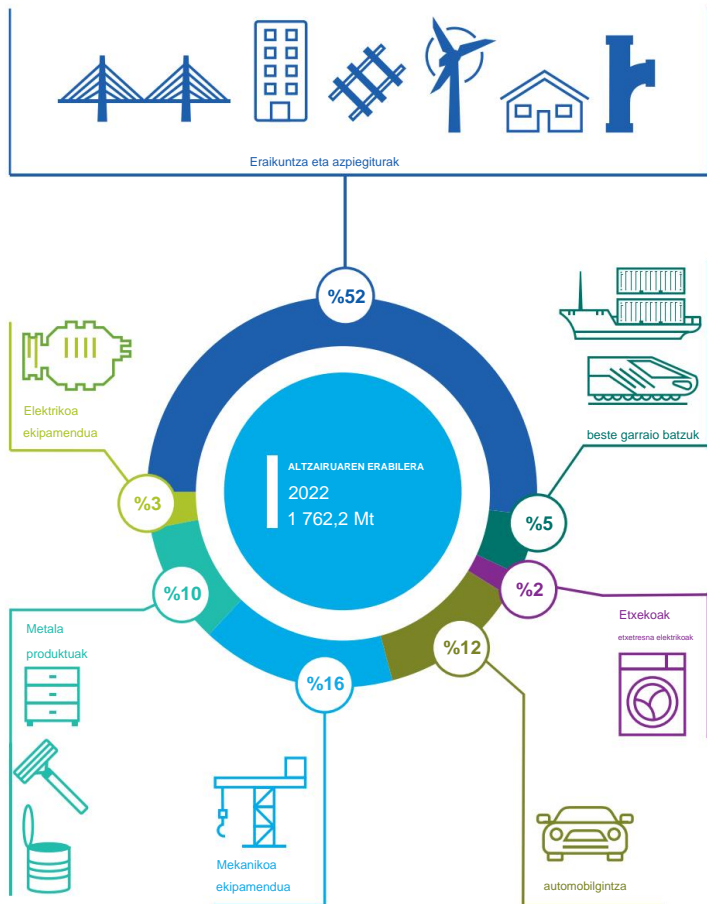 Eraikuntza eta azpiegiturak
%52
Elektrikoa
ekipamendua
beste garraio batzuk
ALTZAIRUAREN ERABILERA
2022
1 762,2 Mt
%3
%5
%2
%10
%12
%16
Metala
produktuak
Etxekoak
etxetresna elektrikoak
Mekanikoa
ekipamendua
automobilgintza